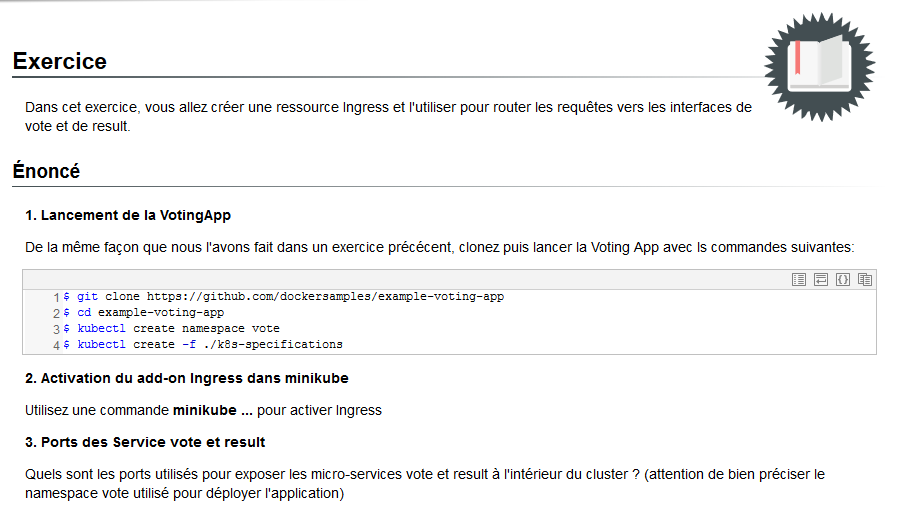 Exercice
Dans cet exercice, vous allez créer une ressource Ingress et l'utiliser pour router les requêtes vers les interfaces de
vote et de result.
Énoncé
1. Lancement de la VotingApp
De la même façon que nous l'avons fait dans un exercice précécent, clonez puis lancer la Voting App avec ls commandes suivantes:
1 $ git clone https://github.com/dockersamples/example-voting-app
2 $ cd example-voting-app
3 $ kubectl create namespace vote
4 $ kubectl create -f ./k8s-specifications
2. Activation du add-on Ingress dans minikube
Utilisez une commande minikube ... pour activer Ingress
3. Ports des Service vote et result
Quels sont les ports utilisés pour exposer les micro-services vote et result à l'intérieur du cluster ? (attention de bien préciser le
namespace vote utilisé pour déployer l'application)